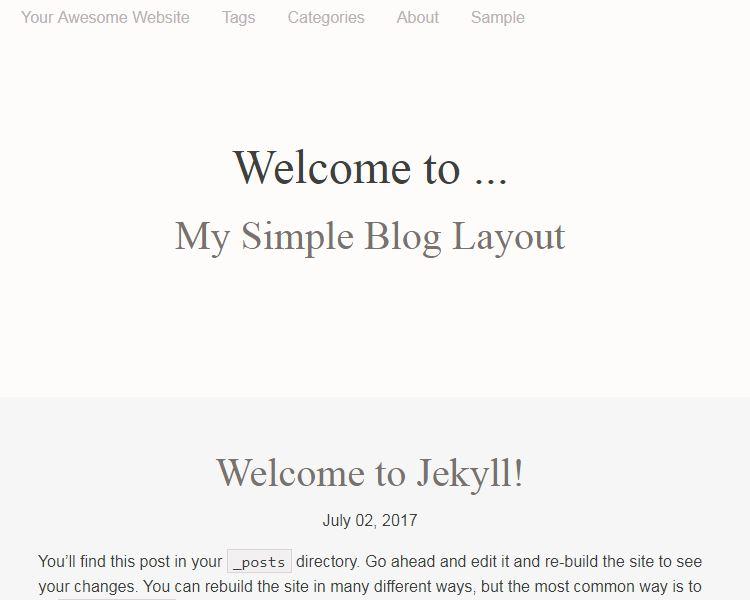 Your Awesome Website Tags Categories About Sample
Welcome to ...
My Simple Blog Layout
Welcome to Jekyll!
July 02, 2017
You’ll find this post in your _posts directory. Go ahead and edit it and re-build the site to see
your changes. You can rebuild the site in many different ways, but the most common way is to